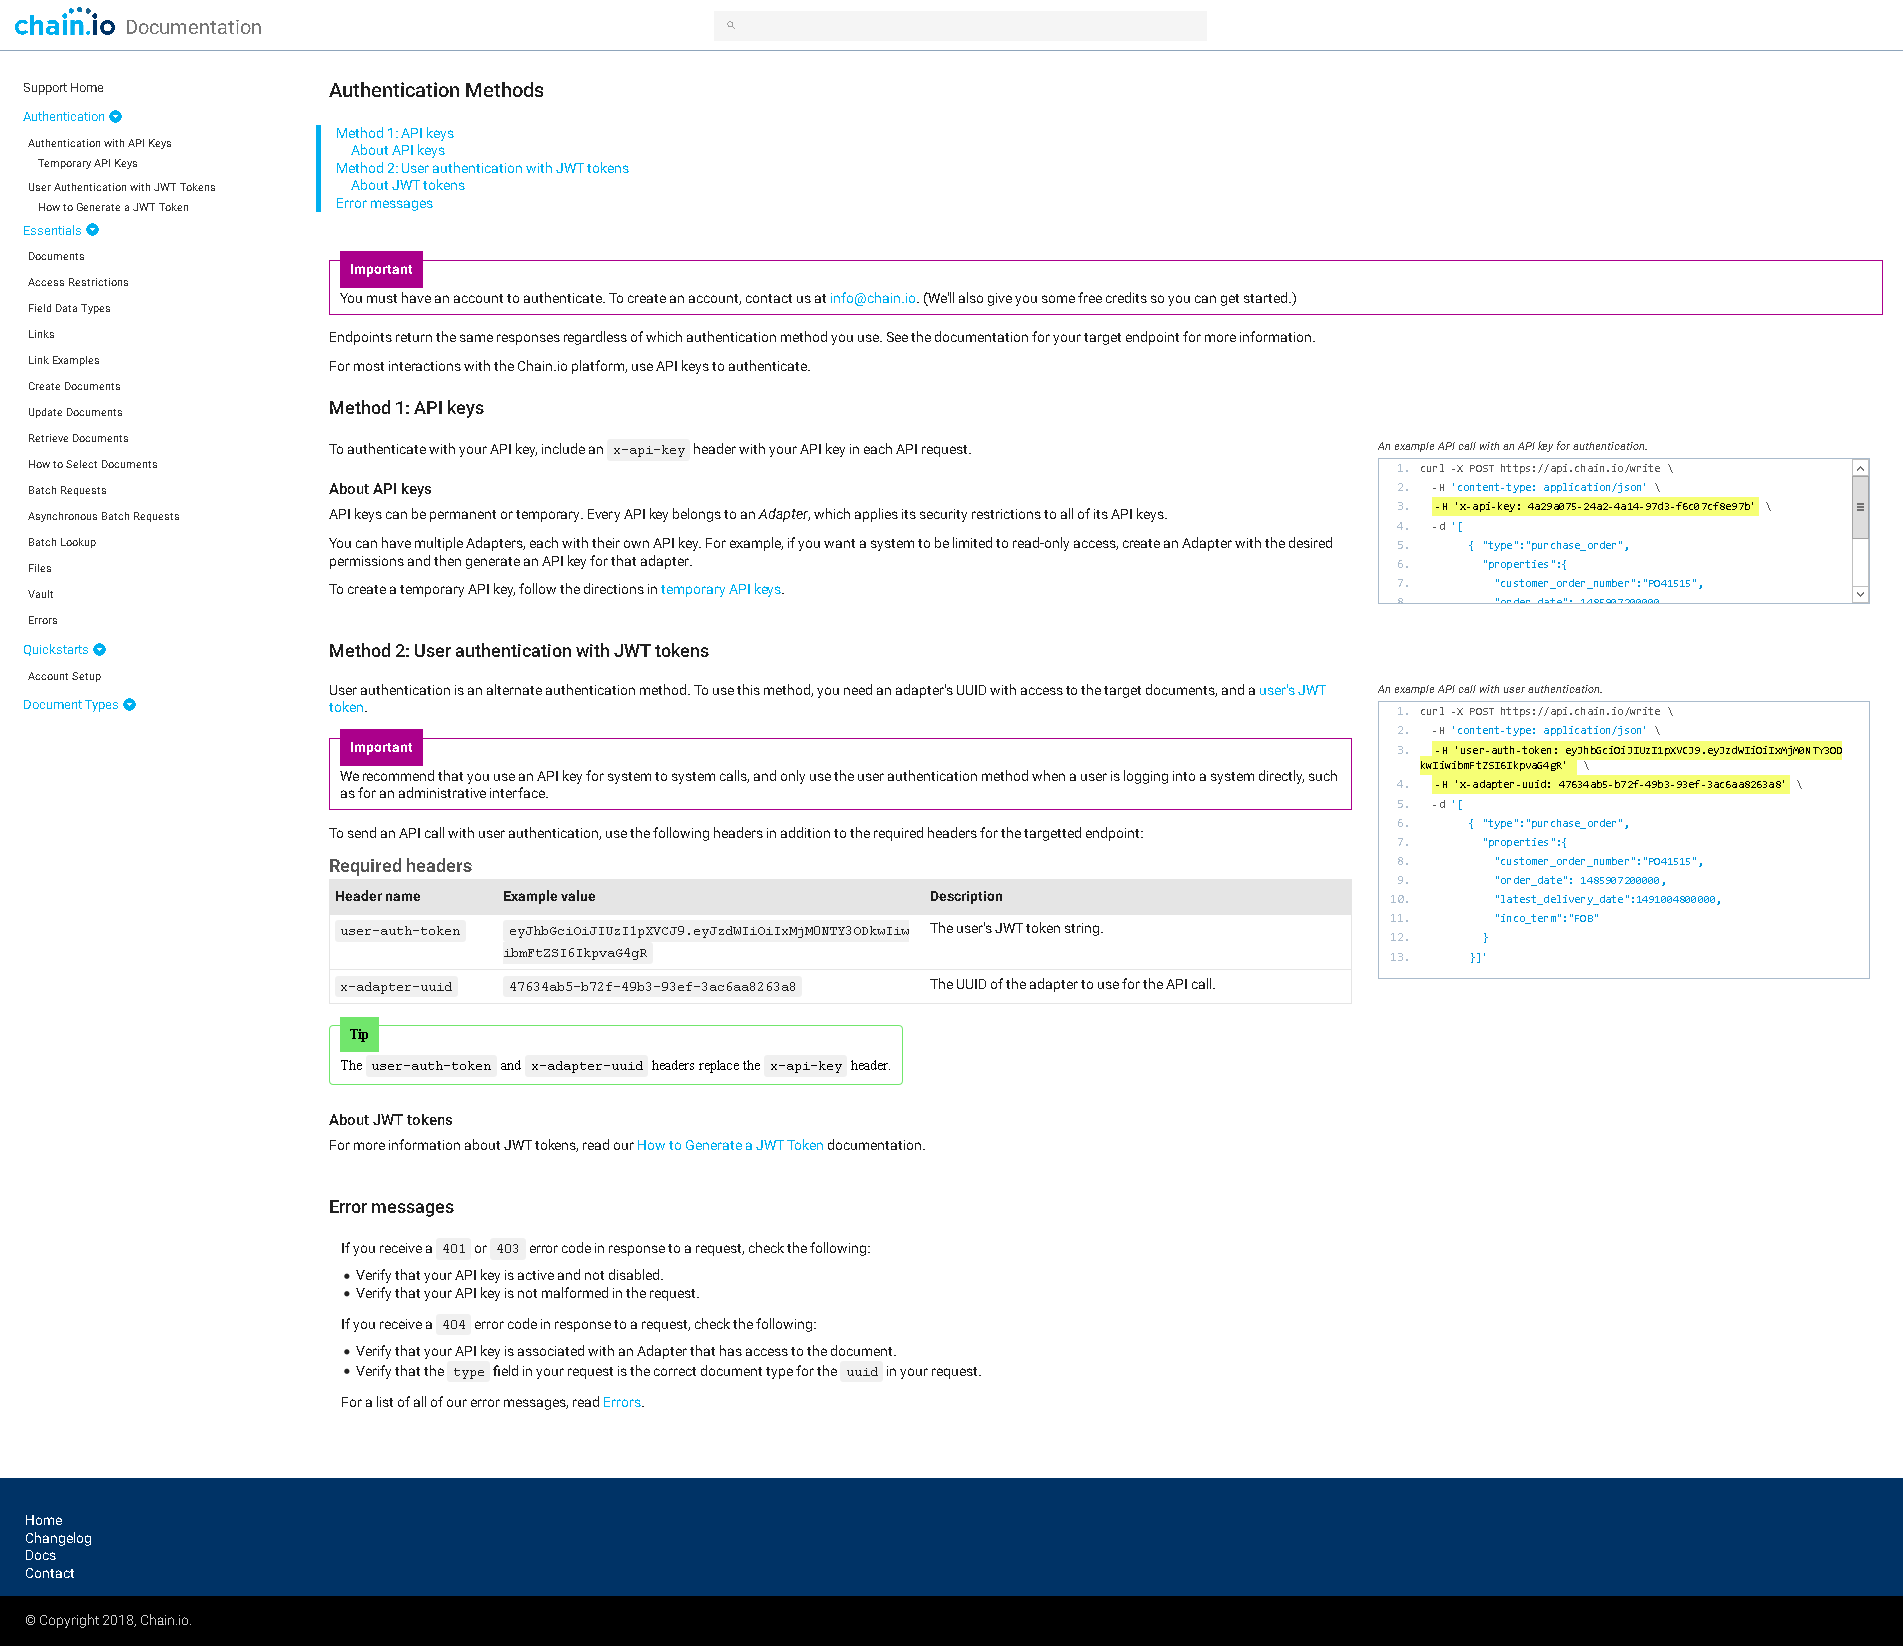 chain.io Documentation
Support Home
Authentication
Authentication with API Keys
Temporary API Keys
User Authentication with JWT Tokens
How to Generate a JWT Token
Essentials
Documents
Access Restrictions
Field Data Types
Links
Link Examples
Create Documents
Update Documents
Retrieve Documents
How to Select Documents
Batch Requests
Asynchronous Batch Requests
Batch Lookup
Files
Vault
Errors
Quickstarts
Account Setup
Document Types
Authentication Methods
Method 1: API keys
About API keys
Method 2: User authentication with JWT tokens
About JWT tokens
Error messages
Important
You must have an account to authenticate. To create an account, contact us at info@chain.io. (We'll also give you some free credits so you can get started.)
Endpoints return the same responses regardless of which authentication method you use. See the documentation for your target endpoint for more information.
For most interactions with the Chain.io platform, use API keys to authenticate.
Method 1: API keys
To authenticate with your API key, include an x-api-key header with your API key in each API request.
About API keys
API keys can be permanent or temporary. Every API key belongs to an Adapter, which applies its security restrictions to all of its API keys.
You can have multiple Adapters, each with their own API key. For example, if you want a system to be limited to read-only access, create an Adapter with the desired
permissions and then generate an API key for that adapter.
To create a temporary API key, follow the directions in temporary API keys.
An example API call with an API key for authentication.
1. curl -X POST https://api.chain.io/write \
2. -H 'content-type: application/json' \
3. -H 'x-api-key: 4a29a075-24a2-4a14-97d3-f6c07cf8e97b' \
4. -d '[
5. { "type":"purchase_order",
6. "properties":{
7. "customer_order_number":"PO41515",
8. "order_date": 1485907200000,
Method 2: User authentication with JWT tokens
User authentication is an alternate authentication method. To use this method, you need an adapter's UUID with access to the target documents, and a user's JWT
token.
Important
We recommend that you use an API key for system to system calls, and only use the user authentication method when a user is logging into a system directly, such
as for an administrative interface.
To send an API call with user authentication, use the following headers in addition to the required headers for the targetted endpoint:
Required headers
Header name Example value Description
user-auth-token eyJhbGciOiJIUzI1pXVCJ9.eyJzdWIiOiIxMjM0NTY3ODkwIiw The user's JWT token string.
ibmFtZSI6IkpvaG4gR
x-adapter-uuid 47634ab5-b72f-49b3-93ef-3ac6aa8263a8 The UUID of the adapter to use for the API call.
Tip
The user-auth-token and x-adapter-uuid headers replace the x-api-key header.
About JWT tokens
For more information about JWT tokens, read our How to Generate a JWT Token documentation.
An example API call with user authentication.
1. curl -X POST https://api.chain.io/write \
2. -H 'content-type: application/json' \
3. -H 'user-auth-token: eyJhbGciOiJIUzI1pXVCJ9.eyJzdWIiOiIxMjM0NTY3OD
kwIiwibmFtZSI6IkpvaG4gR' \
4. -H 'x-adapter-uuid: 47634ab5-b72f-49b3-93ef-3ac6aa8263a8' \
5. -d '[
6. { "type":"purchase_order",
7. "properties":{
8. "customer_order_number":"PO41515",
9. "order_date": 1485907200000,
10. "latest_delivery_date":1491004800000,
11. "inco_term":"FOB"
12. }
13. }]'
Error messages
If you receive a 401 or 403 error code in response to a request, check the following:
• Verify that your API key is active and not disabled.
• Verify that your API key is not malformed in the request.
If you receive a 404 error code in response to a request, check the following:
• Verify that your API key is associated with an Adapter that has access to the document.
• Verify that the type field in your request is the correct document type for the uuid in your request.
For a list of all of our error messages, read Errors.
Home
Changelog
Docs
Contact
© Copyright 2018, Chain.io.